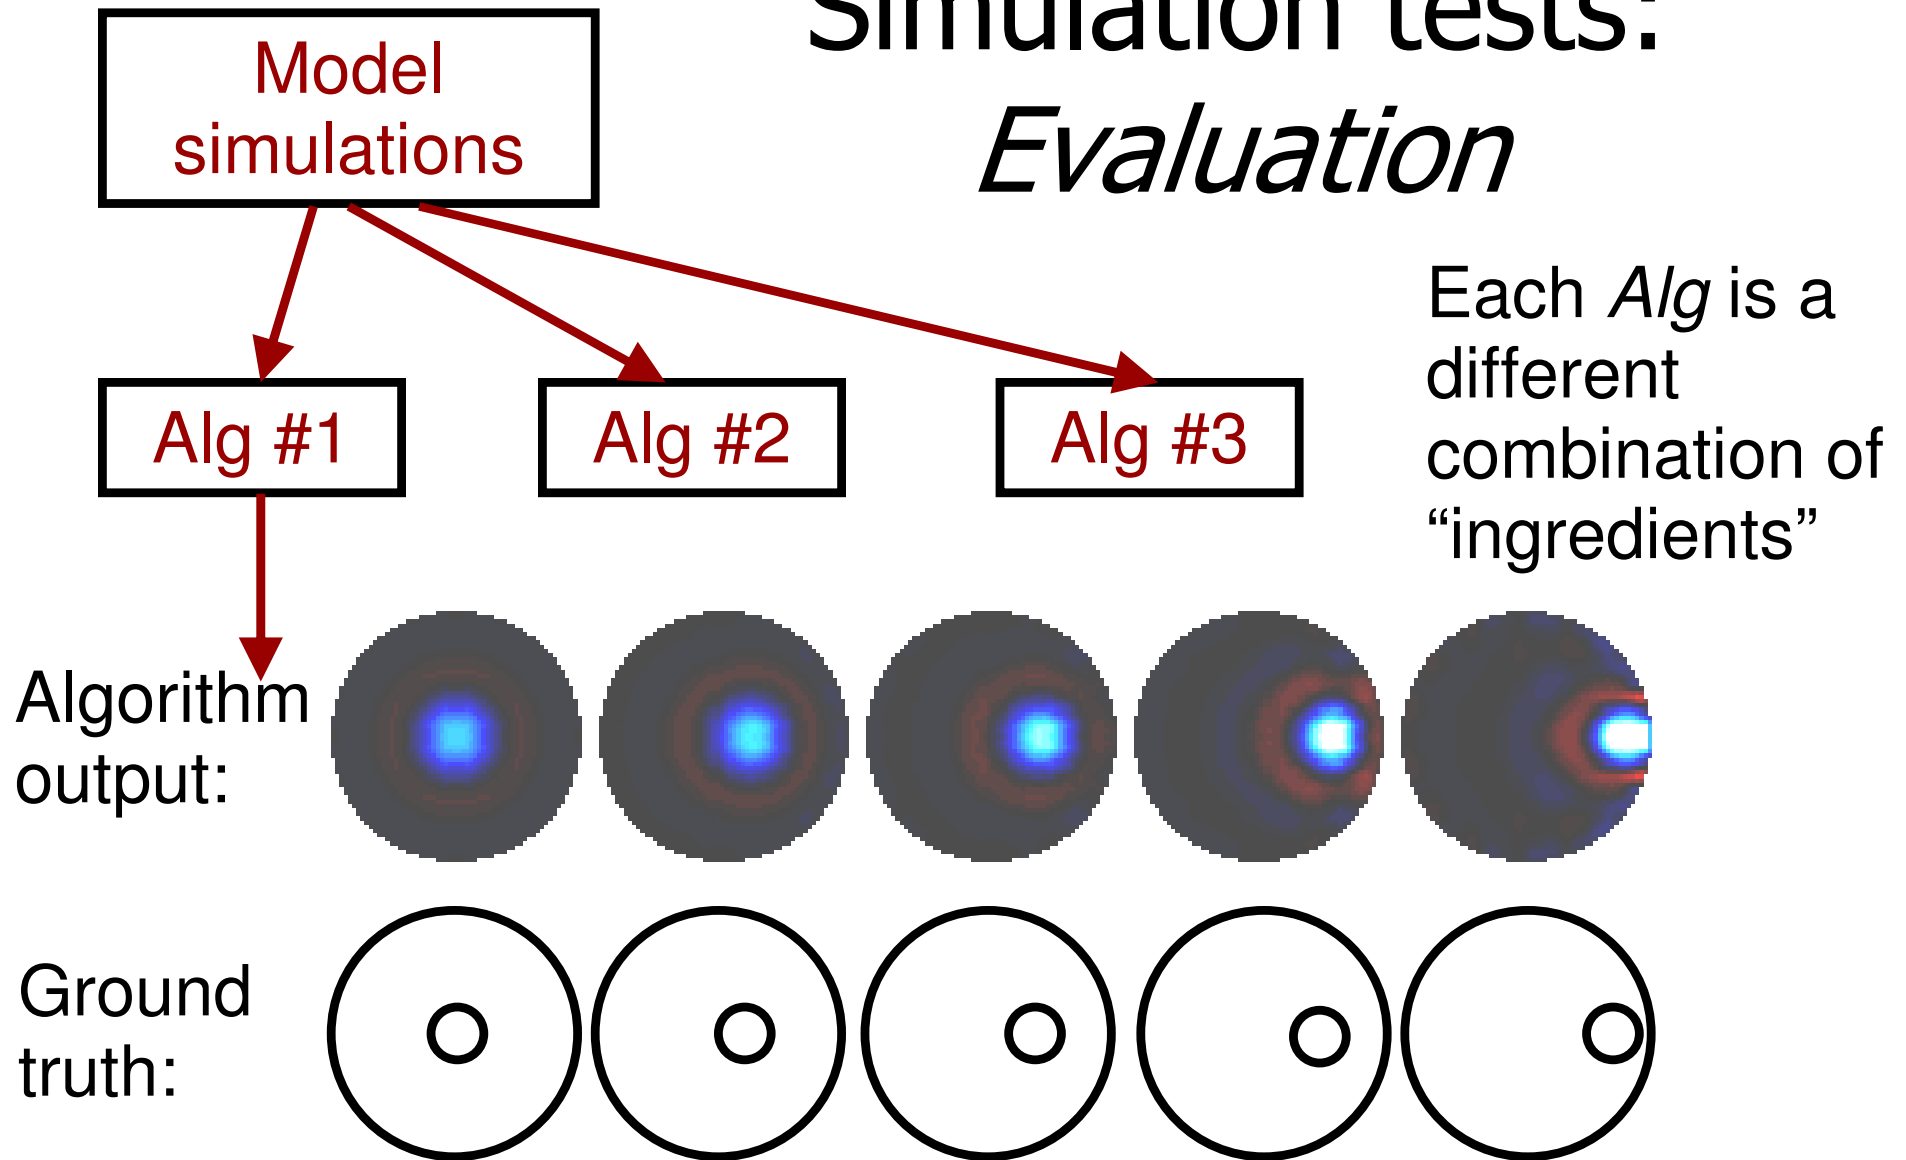 Simulation tests:
Evaluation
Model
simulations
Each Alg is a
different
combination of
“ingredients”
Alg #1
Alg #2
Alg #3
Algorithm
output:
Ground
truth: